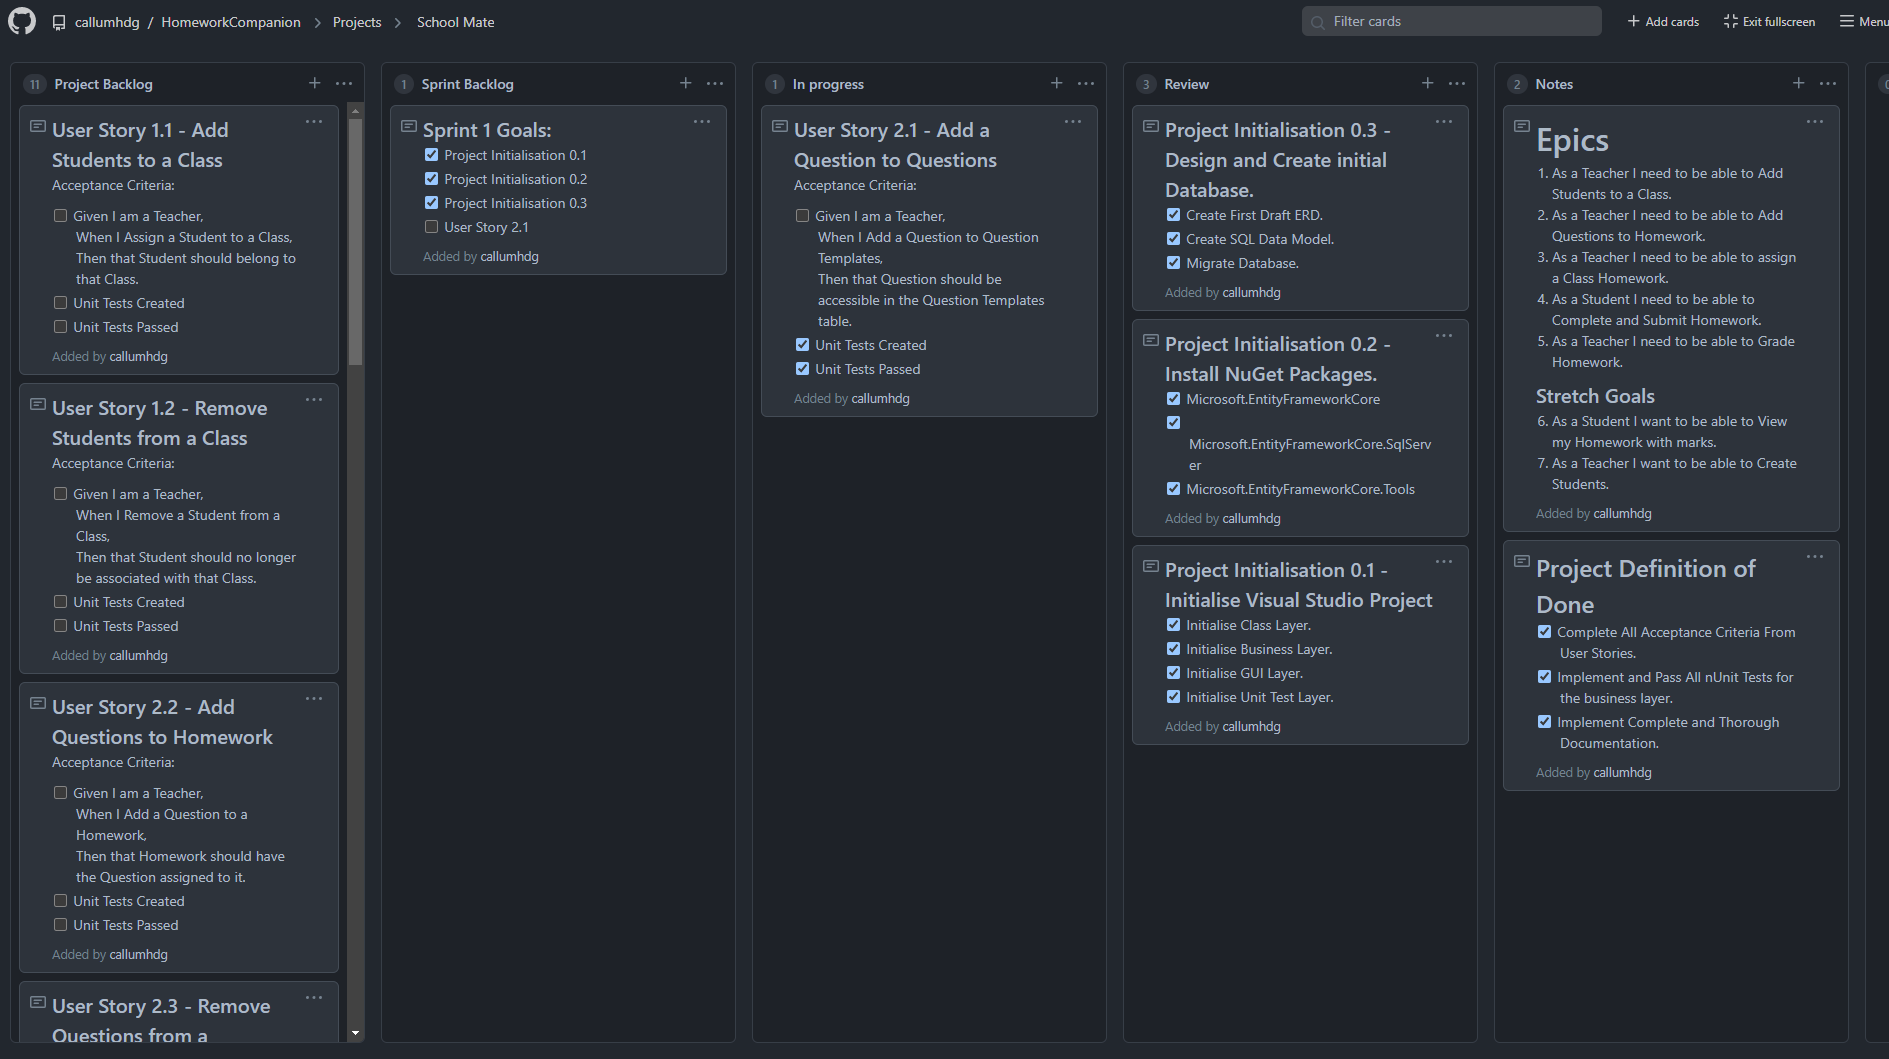 callumhdg / HomeworkCompanion > Projects > School Mate
Filter cards
Add cards
Exit fullscreen
Menu
11 Project Backlog
User Story 1.1 - Add
Students to a Class
Acceptance Criteria:
Given I am a Teacher,
When I Assign a Student to a Class,
Then that Student should belong to
that Class.
Unit Tests Created
Unit Tests Passed
Added by callumhdg
User Story 1.2 - Remove
Students from a Class
Acceptance Criteria:
Given I am a Teacher,
When I Remove a Student from a
Class,
Then that Student should no longer
be associated with that Class.
Unit Tests Created
Unit Tests Passed
Added by callumhdg
User Story 2.2 - Add
Questions to Homework
Acceptance Criteria:
Given I am a Teacher,
When I Add a Question to a
Homework,
Then that Homework should have
the Question assigned to it.
Unit Tests Created
Unit Tests Passed
Added by callumhdg
User Story 2.3 - Remove
Questions from a
1 Sprint Backlog
Sprint 1 Goals:
Project Initialisation 0.1
Project Initialisation 0.2
Project Initialisation 0.3
User Story 2.1
Added by callumhdg
1 In progress
User Story 2.1 - Add a
Question to Questions
Acceptance Criteria:
Given I am a Teacher,
When I Add a Question to Question
Templates,
Then that Question should be
accessible in the Question Templates
table.
Unit Tests Created
Unit Tests Passed
Added by callumhdg
3 Review
Project Initialisation 0.3 -
Design and Create initial
Database.
Create First Draft ERD.
Create SQL Data Model.
Migrate Database.
Added by callumhdg
Project Initialisation 0.2 -
Install NuGet Packages.
Microsoft.EntityFrameworkCore
Microsoft.EntityFrameworkCore.SqlServ
er
Microsoft.EntityFrameworkCore.Tools
Added by callumhdg
Project Initialisation 0.1 -
Initialise Visual Studio Project
Initialise Class Layer.
Initialise Business Layer.
Initialise GUI Layer.
Initialise Unit Test Layer.
Added by callumhdg
2 Notes
Epics
1. As a Teacher I need to be able to Add
Students to a Class.
2. As a Teacher I need to be able to Add
Questions to Homework.
3. As a Teacher I need to be able to assign
a Class Homework.
4. As a Student I need to be able to
Complete and Submit Homework.
5. As a Teacher I need to be able to Grade
Homework.
Stretch Goals
6. As a Student I want to be able to View
my Homework with marks.
7. As a Teacher I want to be able to Create
Students.
Added by callumhdg
Project Definition of
Done
Complete All Acceptance Criteria From
User Stories.
Implement and Pass All nUnit Tests for
the business layer.
Implement Complete and Thorough
Documentation.
Added by callumhdg